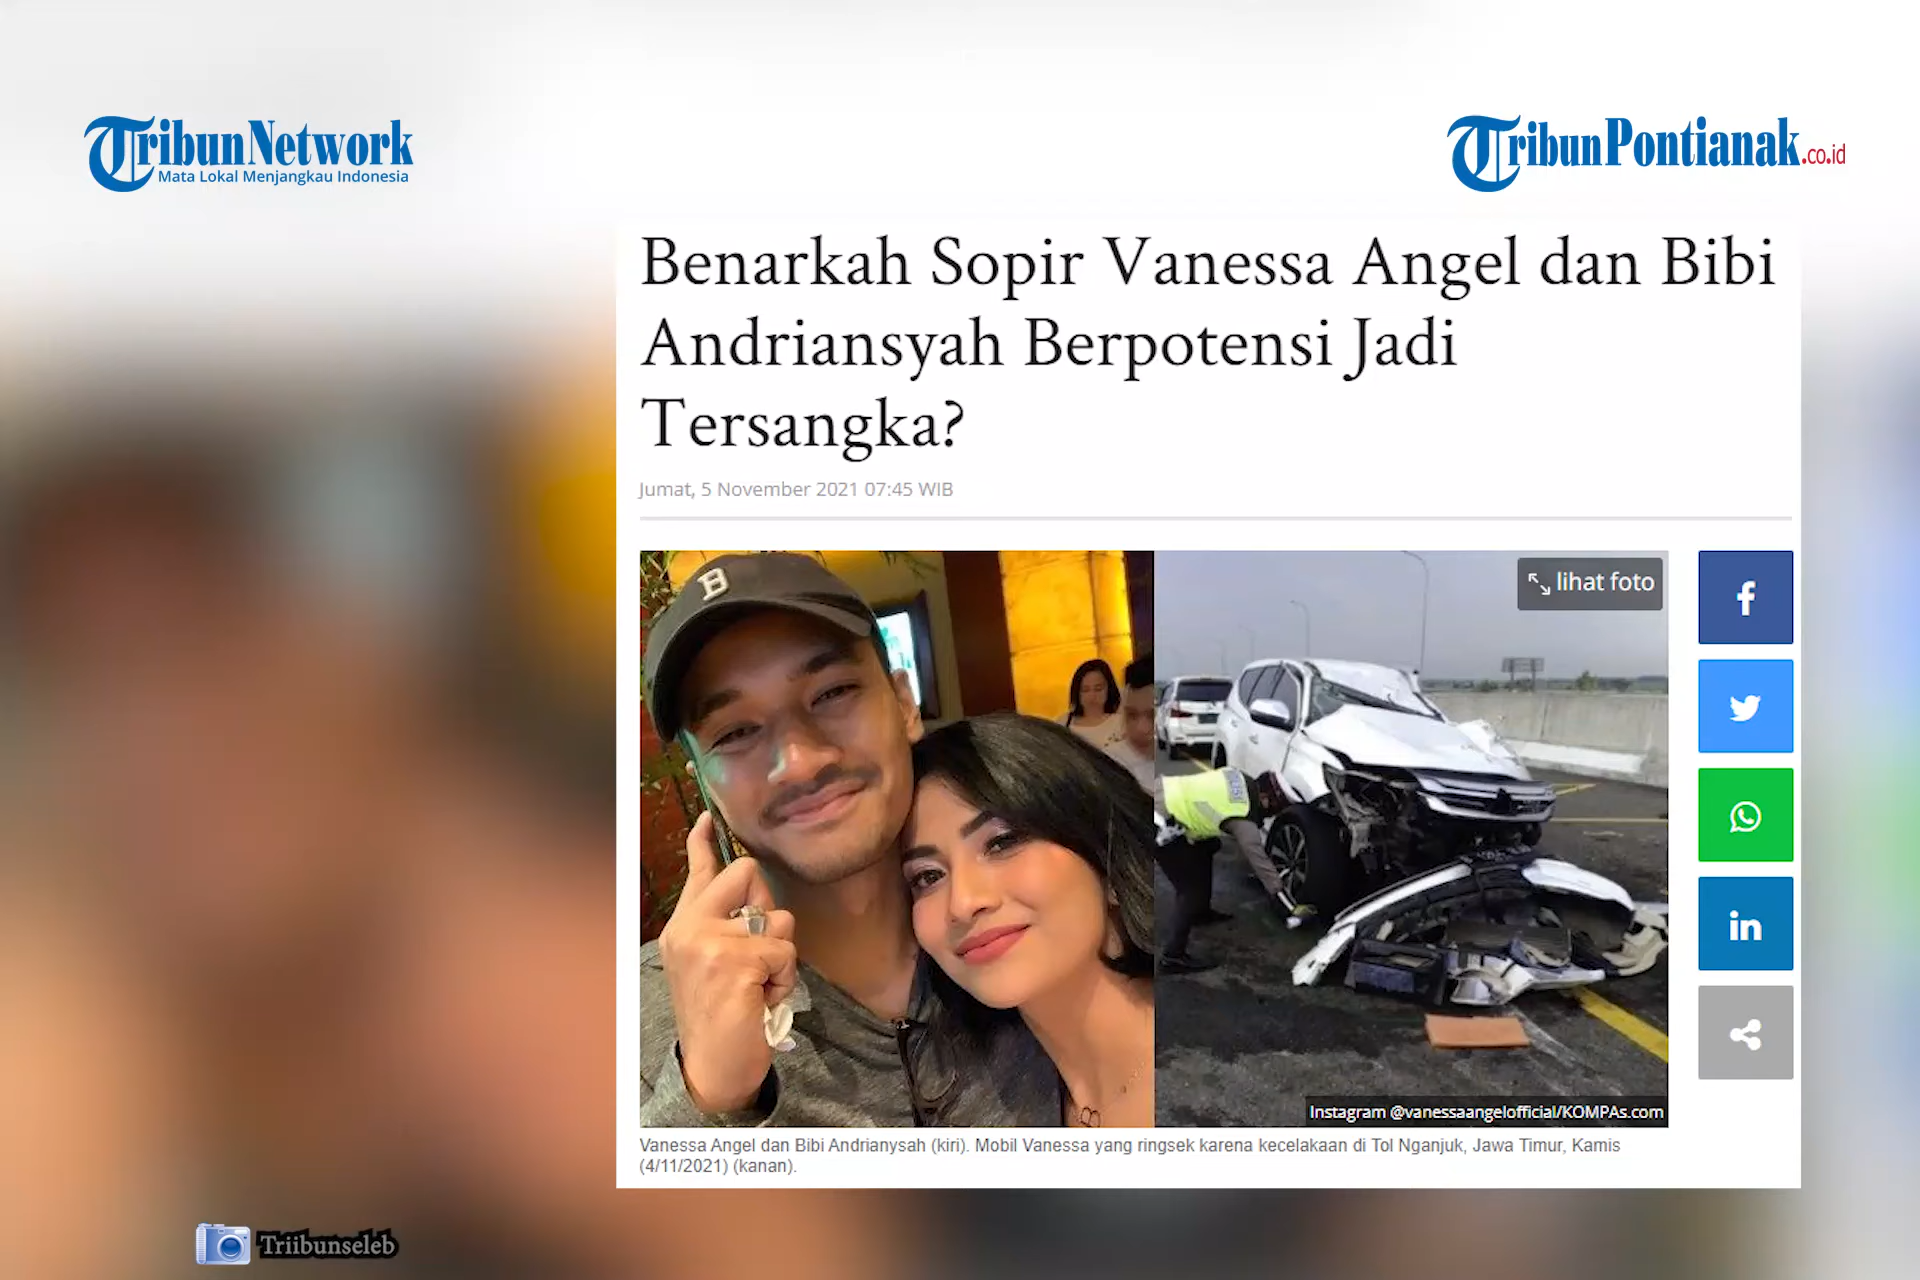 Tribun Network
Mata Lokal Menjangkau Indonesia
TribunPontianak.co.id
Benarkah Sopir Vanessa Angel dan Bibi
Andriansyah Berpotensi Jadi
Tersangka?
Jumat, 5 November 2021 07:45 WIB
B
lihat foto
Instagram @vanessaangelofficial/KOMPAs.com
Vanessa Angel dan Bibi Andrianysah (kiri). Mobil Vanessa yang ringsek karena kecelakaan di Tol Nganjuk, Jawa Timur, Kamis
(4/11/2021) (kanan).
Triibunseleb